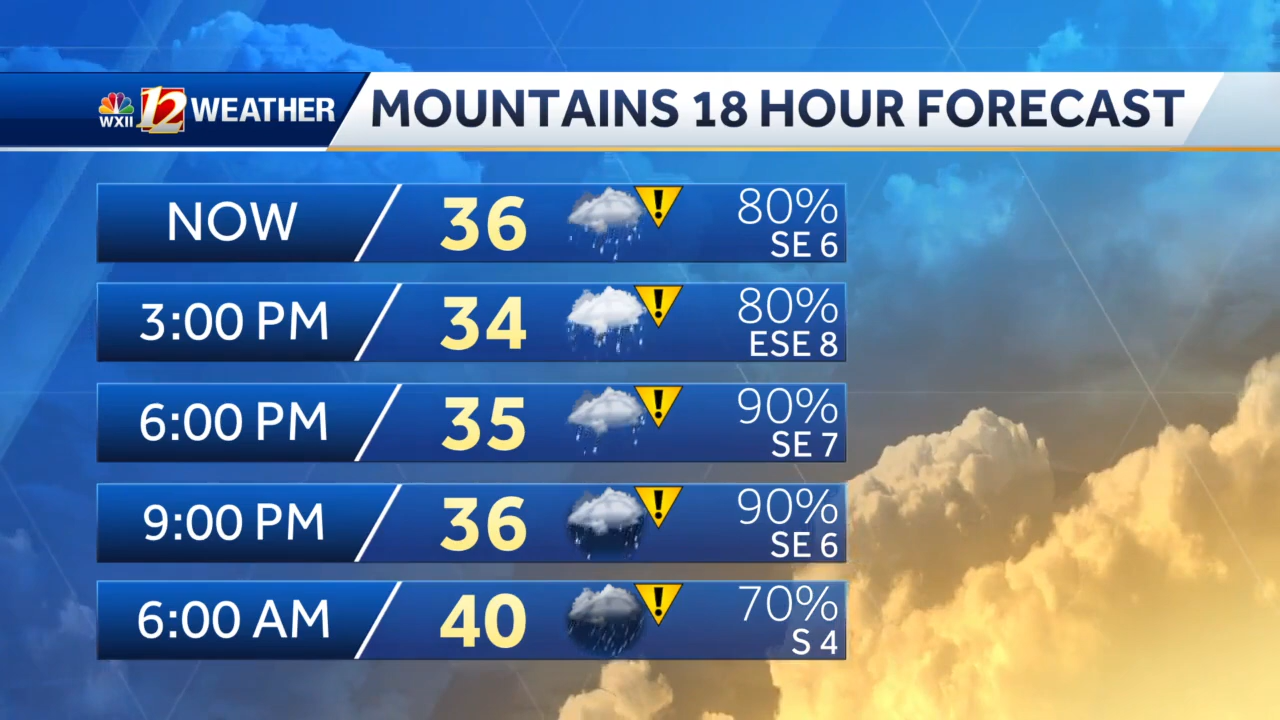 WXII 12 WEATHER
MOUNTAINS 18 HOUR FORECAST
NOW 36 ! 80%
SE 6
3:00 PM 34 ! 80%
ESE 8
6:00 PM 35 ! 90%
SE 7
9:00 PM 36 ! 90%
SE 6
6:00 AM 40 ! 70%
S 4